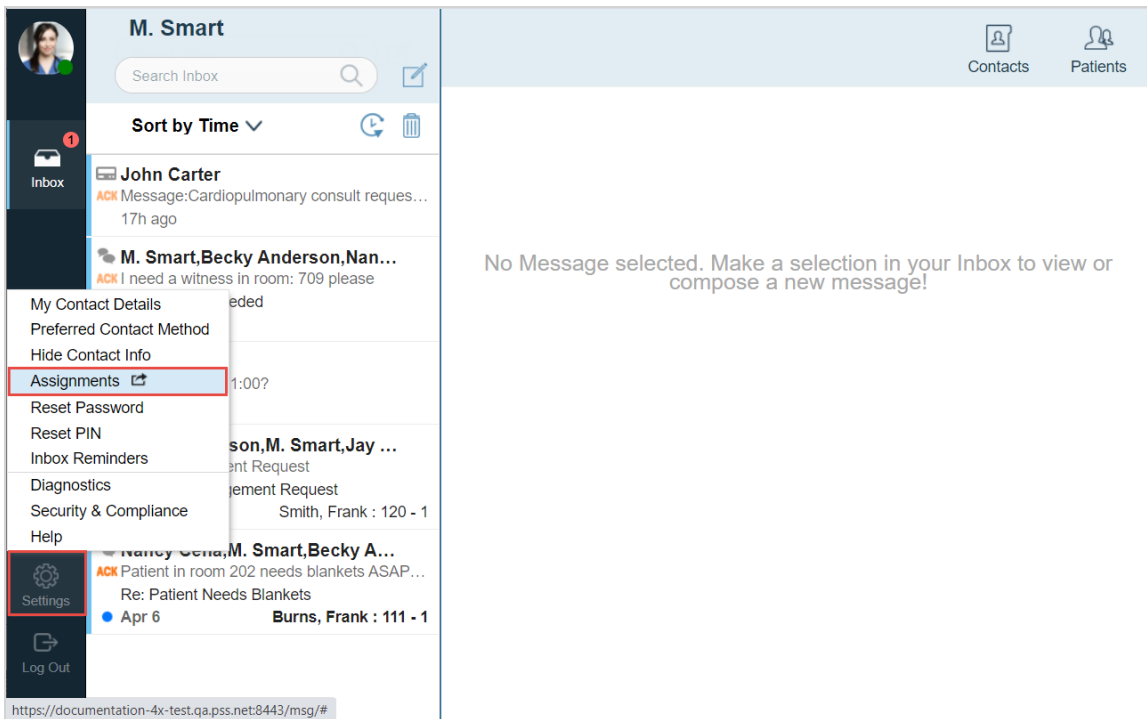 M. Smart
Search Inbox
Contacts
Patients
Sort by Time
1
Inbox
John Carter
ACK Message:Cardiopulmonary consult reques...
17h ago
M. Smart,Becky Anderson,Nan...
ACK I need a witness in room: 709 please
eded
No Message selected. Make a selection in your Inbox to view or
compose a new message!
My Contact Details
Preferred Contact Method
Hide Contact Info
Assignments
Reset Password
Reset PIN
Inbox Reminders
Diagnostics
Security & Compliance
Help
1:00?
son,M. Smart,Jay ...
ent Request
gement Request
Smith, Frank : 120 - 1
Nancy Cena,M. Smart,Becky A...
ACK Patient in room 202 needs blankets ASAP...
Re: Patient Needs Blankets
Apr 6 Burns, Frank : 111 - 1
Settings
Log Out
https://documentation-4x-test.qa.pss.net:8443/msg/#